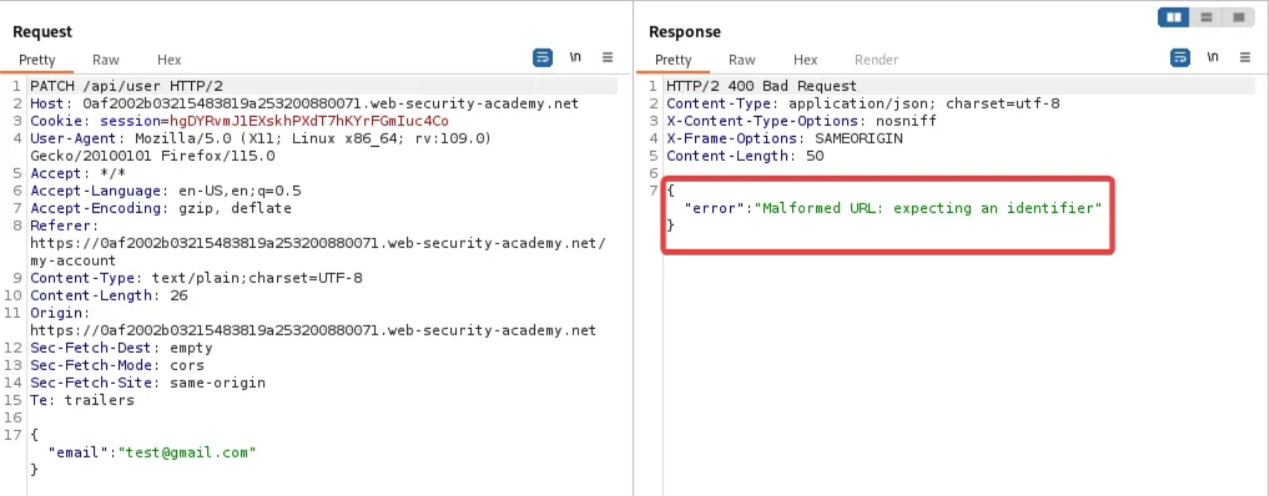 Request
Pretty Raw Hex \n
1 PATCH /api/user HTTP/2
2 Host: 0af2002b03215483819a253200880071.web-security-academy.net
3 Cookie: session=hgDYRvmJlEXskhPXdT7hKYrFGmIuc4Co
4 User-Agent: Mozilla/5.0 (X11; Linux x86_64; rv:109.0)
Gecko/20100101 Firefox/115.0
5 Accept: */*
6 Accept-Language: en-US,en;q=0.5
7 Accept-Encoding: gzip, deflate
8 Referer:
https://0af2002b03215483819a253200880071.web-security-academy.net/
my-account
9 Content-Type: text/plain;charset=UTF-8
10 Content-Length: 26
11 Origin:
https://0af2002b03215483819a253200880071.web-security-academy.net
12 Sec-Fetch-Dest: empty
13 Sec-Fetch-Mode: cors
14 Sec-Fetch-Site: same-origin
15 Te: trailers
16
17 {
"email":"test@gmail.com"
}
Response
Pretty Raw Hex Render \n
1 HTTP/2 400 Bad Request
2 Content-Type: application/json; charset=utf-8
3 X-Content-Type-Options: nosniff
4 X-Frame-Options: SAMEORIGIN
5 Content-Length: 50
6
7 {
"error":"Malformed URL: expecting an identifier"
}